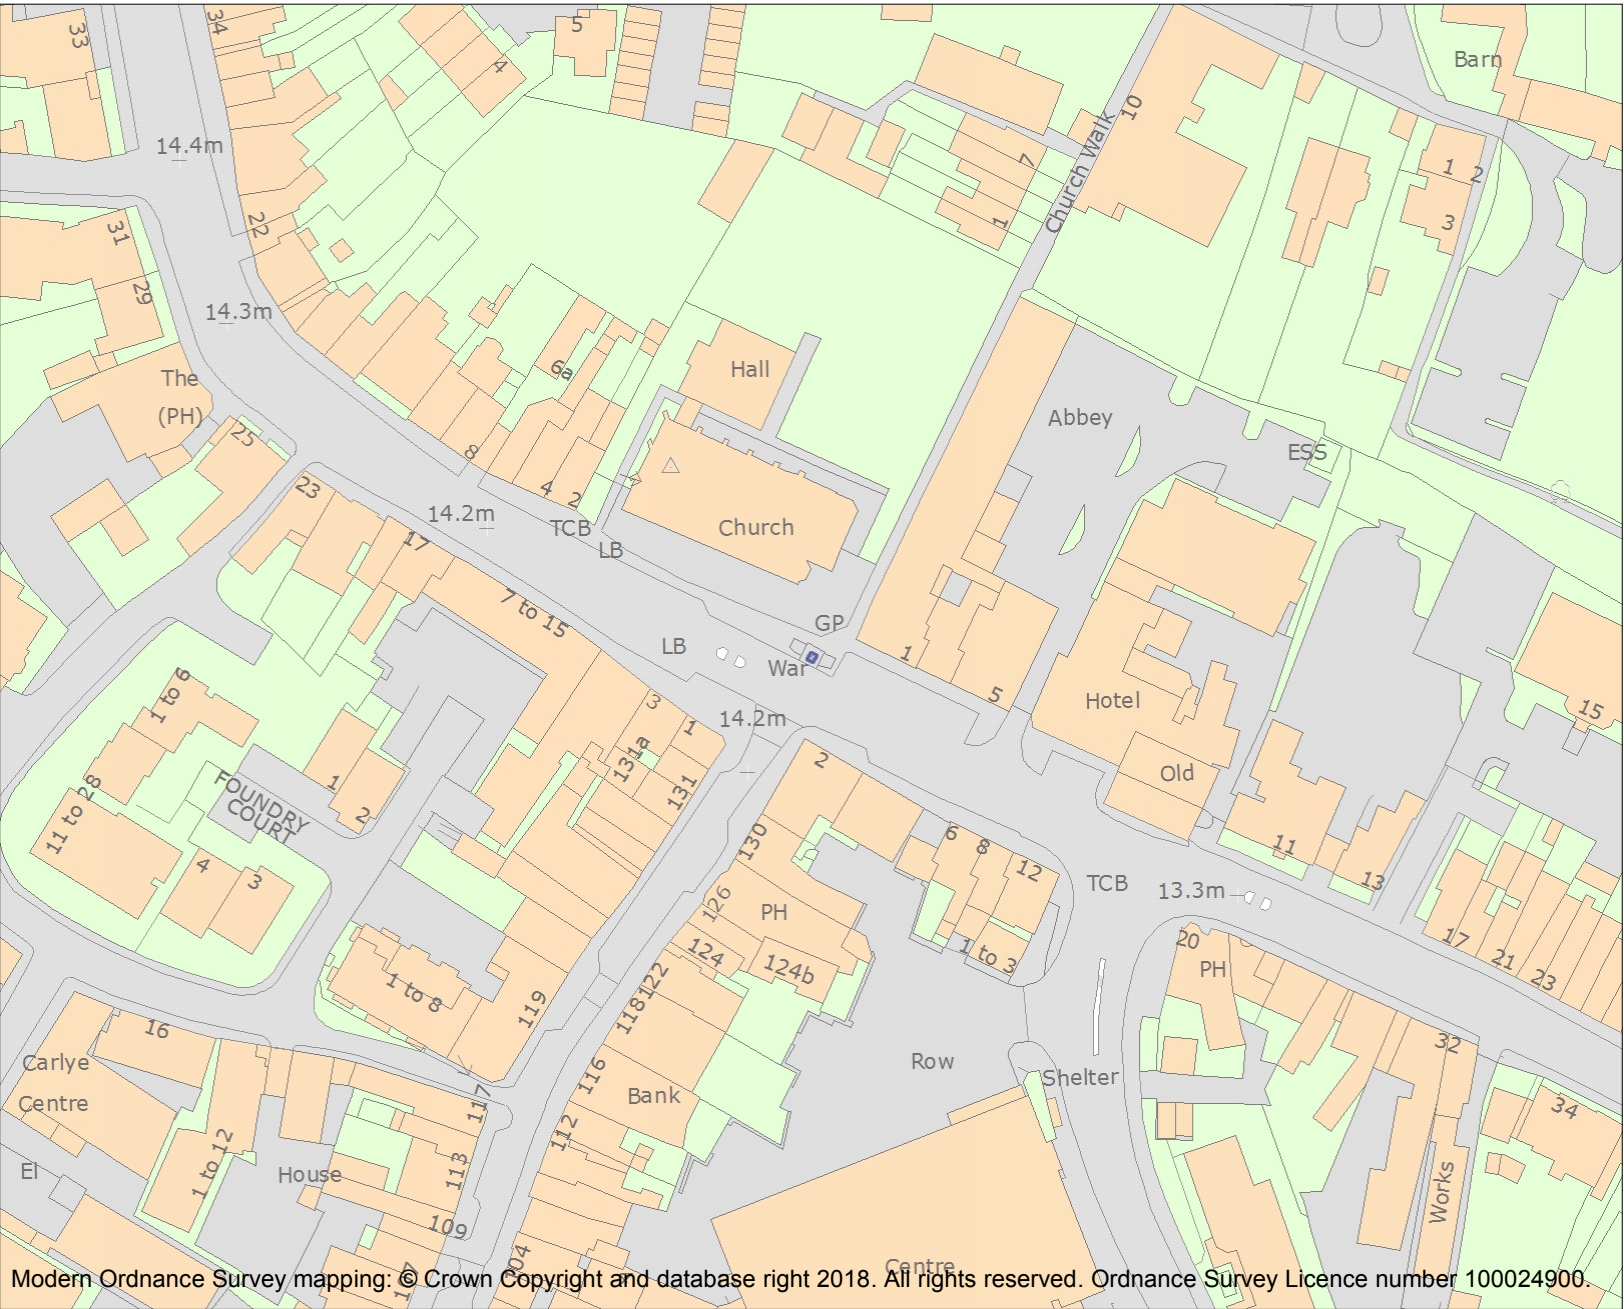 33
34
5
4
Barn
10
14.4m
Church Walk
7
1
1
2
3
22
31
29
14.3m
The
(PH)
Hall
6a
Abbey
25
8
ESS
23
4
2
14.2m
TCB
LB
Church
17
7 to 15
GP
LB
War
1
5
1 to 6
3
1
14.2m
Hotel
15
131a
131
2
Old
FOUNDRY
COURT
1
2
11 to 28
130
6
8
12
11
13
TCB
13.3m
4
3
126
PH
124
124b
1 to 3
20
PH
17
21
23
1 to 8
119
122
118
16
Carlye
Centre
116
Bank
Row
Shelter
32
34
117
112
113
El
1 to 12
House
Works
109
107
104
Centre
Modern Ordnance Survey mapping: © Crown Copyright and database right 2018. All rights reserved. Ordnance Survey Licence number 100024900.